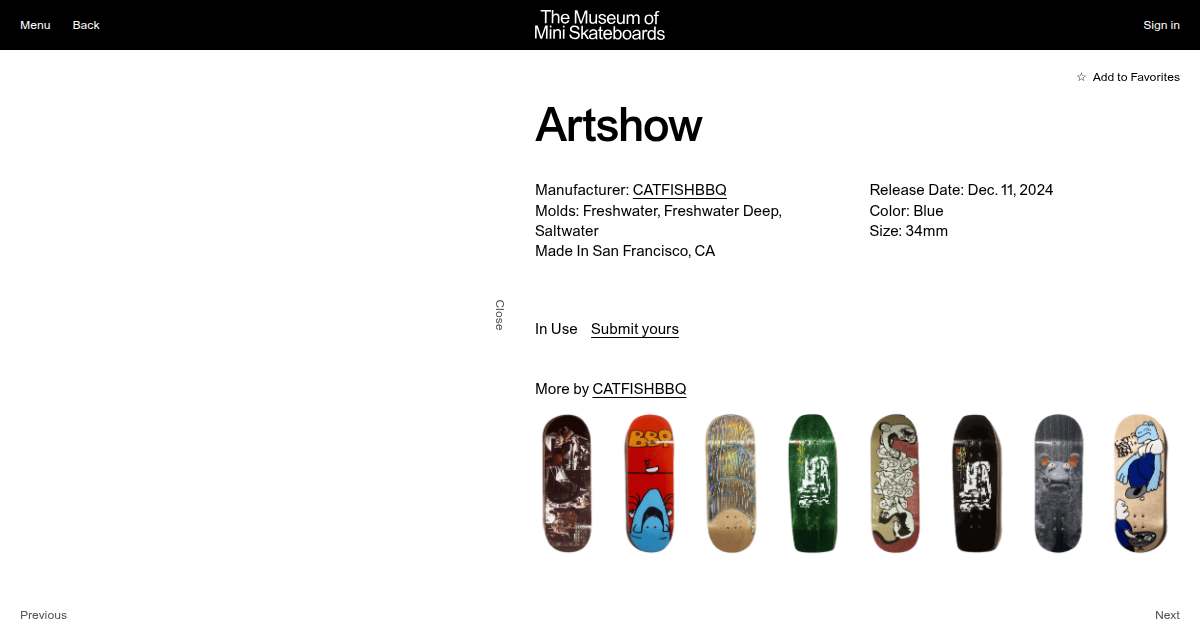 Menu
Back
The Museum of
Mini Skateboards
Sign in
☆ Add to Favorites
Artshow
Manufacturer: CATFISHBBQ
Molds: Freshwater, Freshwater Deep,
Saltwater
Made In San Francisco, CA
Release Date: Dec. 11, 2024
Color: Blue
Size: 34mm
Close
In Use
Submit yours
More by CATFISHBBQ
BBQ
Previous
Next